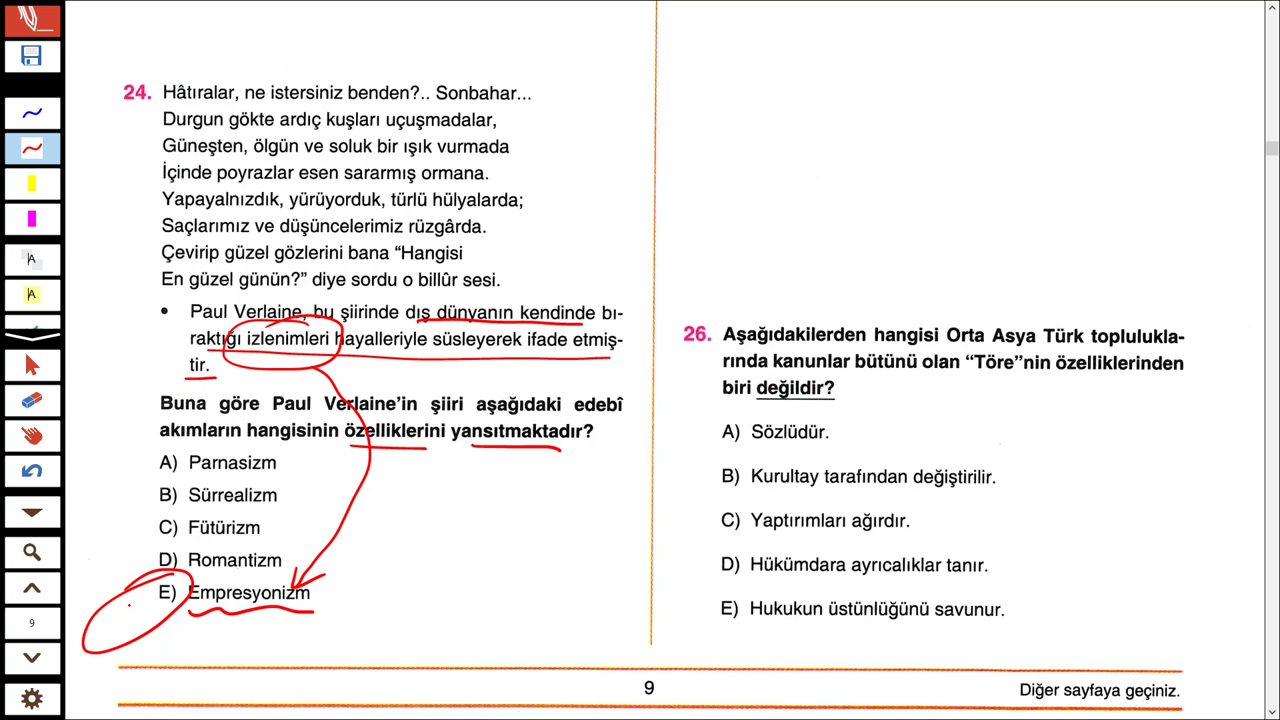 24. Hâtıralar, ne istersiniz benden?.. Sonbahar...
Durgun gökte ardıç kuşları uçuşmadalar,
Güneşten, ölgün ve soluk bir ışık vurmada
İçinde poyrazlar esen sararmış ormana.
Yapayalnızdık, yürüyorduk, türlü hülyalarda;
Saçlarımız ve düşüncelerimiz rüzgârda.
Çevirip güzel gözlerini bana “Hangisi
En güzel günün?” diye sordu o billûr sesi.
• Paul Verlaine, bu şiirinde dış dünyanın kendinde bı-
raktığı izlenimleri hayalleriyle süsleyerek ifade etmiş-
tir.
Buna göre Paul Verlaine’in şiiri aşağıdaki edebî
akımların hangisinin özelliklerini yansıtmaktadır?
A) Parnasizm
B) Sürrealizm
C) Fütürizm
D) Romantizm
E) Empresyonizm
26. Aşağıdakilerden hangisi Orta Asya Türk toplulukla-
rında kanunlar bütünü olan “Töre”nin özelliklerinden
biri değildir?
A) Sözlüdür.
B) Kurultay tarafından değiştirilir.
C) Yaptırımları ağırdır.
D) Hükümdara ayrıcalıklar tanır.
E) Hukukun üstünlüğünü savunur.
9
Diğer sayfaya geçiniz.
A
A
9